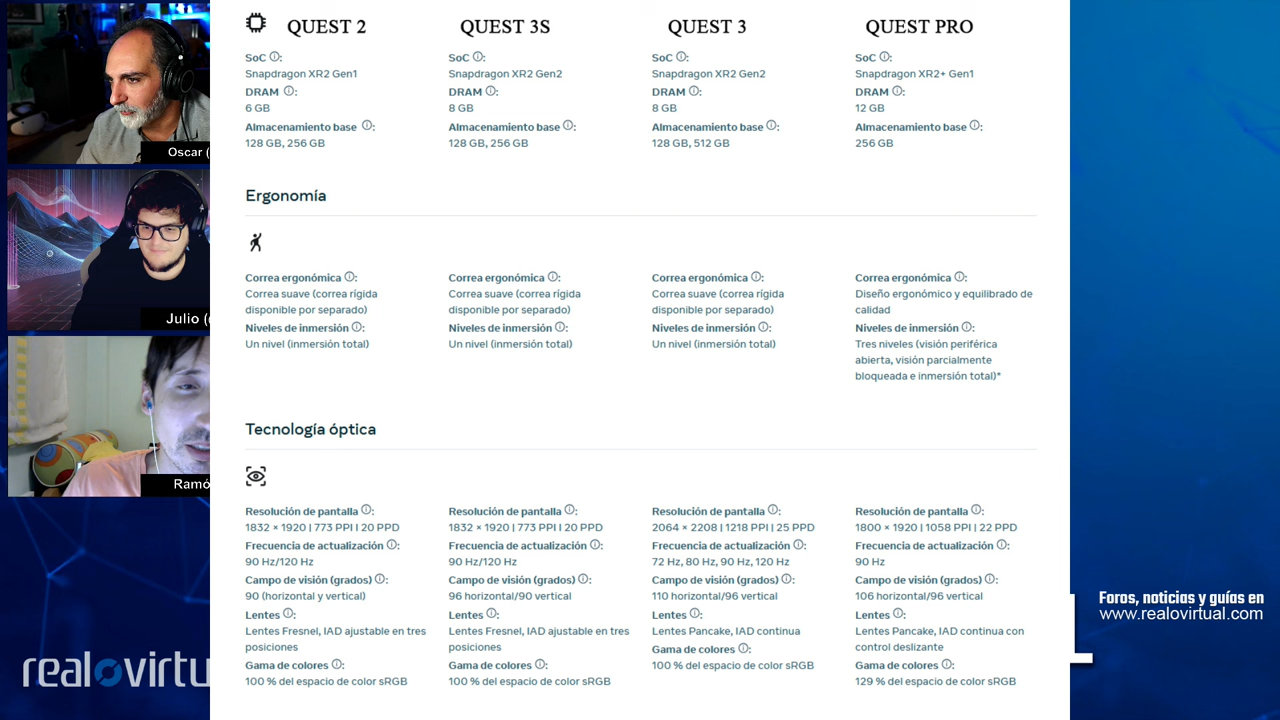 QUEST 2
QUEST 3S
QUEST 3
QUEST PRO
SoC:
Snapdragon XR2 Gen1
DRAM:
6 GB
Almacenamiento base:
128 GB, 256 GB
SoC:
Snapdragon XR2 Gen2
DRAM:
8 GB
Almacenamiento base:
128 GB, 256 GB
SoC:
Snapdragon XR2 Gen2
DRAM:
8 GB
Almacenamiento base:
128 GB, 512 GB
SoC:
Snapdragon XR2+ Gen1
DRAM:
12 GB
Almacenamiento base:
256 GB
Ergonomía
Correa ergonómica:
Correa suave (correa rígida
disponible por separado)
Niveles de inmersión:
Un nivel (inmersión total)
Correa ergonómica:
Correa suave (correa rígida
disponible por separado)
Niveles de inmersión:
Un nivel (inmersión total)
Correa ergonómica:
Correa suave (correa rígida
disponible por separado)
Niveles de inmersión:
Un nivel (inmersión total)
Correa ergonómica:
Diseño ergonómico y equilibrado de
calidad
Niveles de inmersión:
Tres niveles (visión periférica
abierta, visión parcialmente
bloqueada e inmersión total)*
Tecnología óptica
Resolución de pantalla:
1832 × 1920 | 773 PPI I 20 PPD
Frecuencia de actualización:
90 Hz/120 Hz
Campo de visión (grados):
90 (horizontal y vertical)
Lentes:
Lentes Fresnel, IAD ajustable en tres
posiciones
Gama de colores:
100 % del espacio de color sRGB
Resolución de pantalla:
1832 × 1920 | 773 PPI I 20 PPD
Frecuencia de actualización:
90 Hz/120 Hz
Campo de visión (grados):
96 horizontal/90 vertical
Lentes:
Lentes Fresnel, IAD ajustable en tres
posiciones
Gama de colores:
100 % del espacio de color sRGB
Resolución de pantalla:
2064 × 2208 | 1218 PPI | 25 PPD
Frecuencia de actualización:
72 Hz, 80 Hz, 90 Hz, 120 Hz
Campo de visión (grados):
110 horizontal/96 vertical
Lentes:
Lentes Pancake, IAD continua
Gama de colores:
100 % del espacio de color sRGB
Resolución de pantalla:
1800 × 1920 | 1058 PPI | 22 PPD
Frecuencia de actualización:
90 Hz
Campo de visión (grados):
106 horizontal/96 vertical
Lentes:
Lentes Pancake, IAD continua con
control deslizante
Gama de colores:
129 % del espacio de color sRGB
Oscar (
Julio (
Ramó
realovirtu
Foros, noticias y guías en
www.realovirtual.com